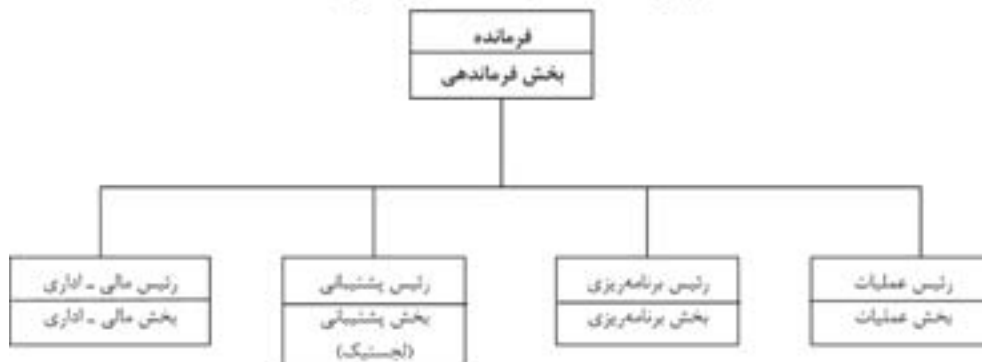 فرمانده
بخش فرماندهی
رئیس عملیات
بخش عملیات
رئیس برنامه‌ریزی
بخش برنامه‌ریزی
رئیس پشتیبانی
بخش پشتیبانی
(لجستیک)
رئیس مالی ـ اداری
بخش مالی ـ اداری